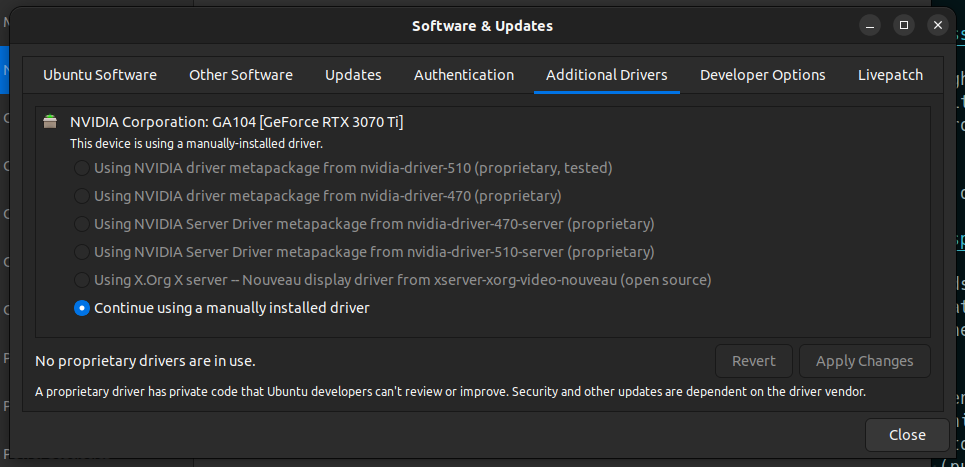 Software & Updates
Ubuntu Software
Other Software
Updates
Authentication
Additional Drivers
Developer Options
Livepatch
NVIDIA Corporation: GA104 [GeForce RTX 3070 Ti]
This device is using a manually-installed driver.
Using NVIDIA driver metapackage from nvidia-driver-510 (proprietary, tested)
Using NVIDIA driver metapackage from nvidia-driver-470 (proprietary)
Using NVIDIA Server Driver metapackage from nvidia-driver-470-server (proprietary)
Using NVIDIA Server Driver metapackage from nvidia-driver-510-server (proprietary)
Using X.Org X server -- Nouveau display driver from xserver-xorg-video-nouveau (open source)
Continue using a manually installed driver
No proprietary drivers are in use.
Revert
Apply Changes
A proprietary driver has private code that Ubuntu developers can't review or improve. Security and other updates are dependent on the driver vendor.
Close